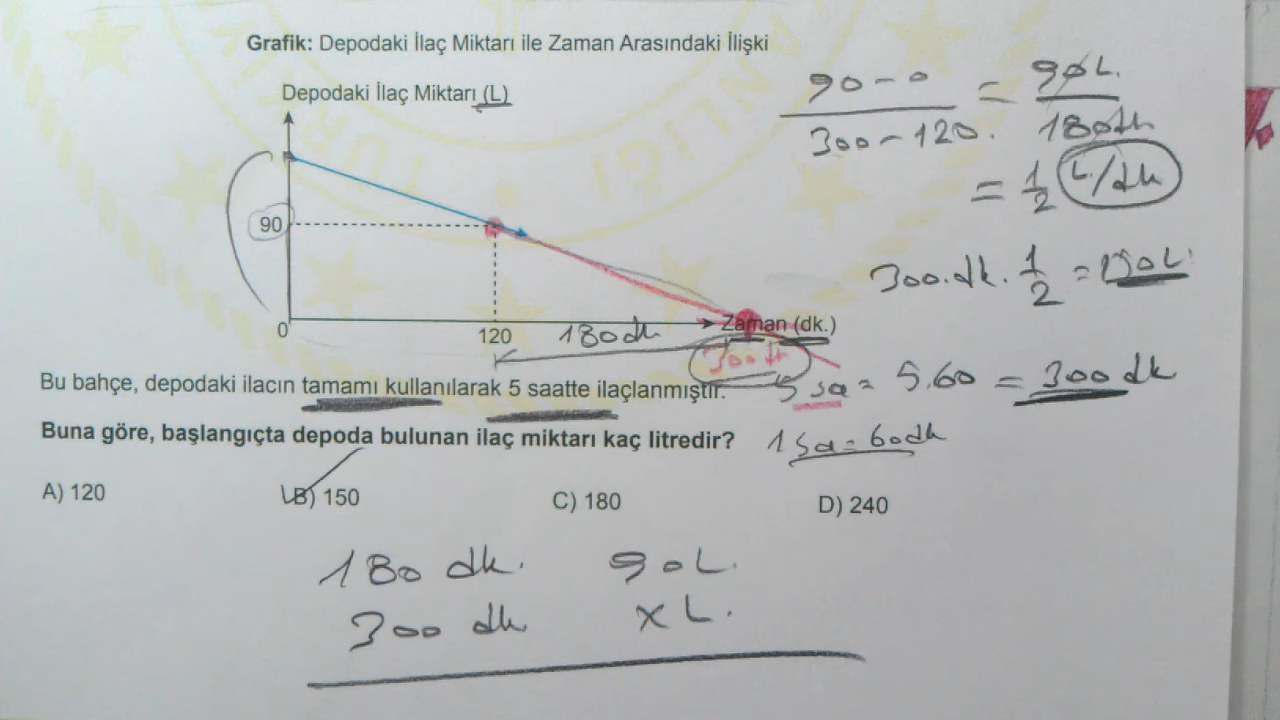 Grafik: Depodaki İlaç Miktarı ile Zaman Arasındaki İlişki
Depodaki İlaç Miktarı (L)
90
0
120
Zaman (dk.)
180 dk
300 dk
90 - 0 / 300 - 120 = 90 L. / 180 dk
= 1/2 L/dk
300.dk. 1/2 = 150 L.
Bu bahçe, depodaki ilacın tamamı kullanılarak 5 saatte ilaçlanmıştır.
5 sa = 5.60 = 300 dk
Buna göre, başlangıçta depoda bulunan ilaç miktarı kaç litredir?
1 sa = 60 dk
A) 120 B) 150 C) 180 D) 240
180 dk. 90 L.
300 dk x L.